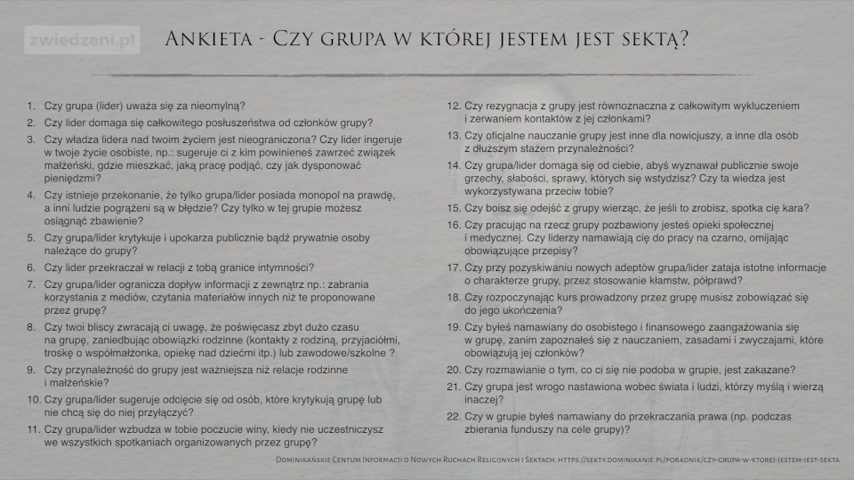 zwiedzeni.pl
Ankieta - Czy grupa w której jestem jest sektą?
1. Czy grupa (lider) uważa się za nieomylną?
2. Czy lider domaga się całkowitego posłuszeństwa od członków grupy?
3. Czy władza lidera nad twoim życiem jest nieograniczona? Czy lider ingeruje
w twoje życie osobiste, np.: sugeruje ci z kim powinieneś zawrzeć związek
małżeński, gdzie mieszkać, jaką pracę podjąć, czy jak dysponować
pieniędzmi?
4. Czy istnieje przekonanie, że tylko grupa/lider posiada monopol na prawdę,
a inni ludzie pogrążeni są w błędzie? Czy tylko w tej grupie możesz
osiągnąć zbawienie?
5. Czy grupa/lider krytykuje i upokarza publicznie bądź prywatnie osoby
należące do grupy?
6. Czy lider przekraczał w relacji z tobą granice intymności?
7. Czy grupa/lider ogranicza dopływ informacji z zewnątrz np.: zabrania
korzystania z mediów, czytania materiałów innych niż te proponowane
przez grupę?
8. Czy twoi bliscy zwracają ci uwagę, że poświęcasz zbyt dużo czasu
na grupę, zaniedbując obowiązki rodzinne (kontakty z rodziną, przyjaciółmi,
troskę o współmałżonka, opiekę nad dziećmi itp.) lub zawodowe/szkolne ?
9. Czy przynależność do grupy jest ważniejsza niż relacje rodzinne
i małżeńskie?
10. Czy grupa/lider sugeruje odcięcie się od osób, które krytykują grupę lub
nie chcą się do niej przyłączyć?
11. Czy grupa/lider wzbudza w tobie poczucie winy, kiedy nie uczestniczysz
we wszystkich spotkaniach organizowanych przez grupę?
12. Czy rezygnacja z grupy jest równoznaczna z całkowitym wykluczeniem
i zerwaniem kontaktów z jej członkami?
13. Czy oficjalne nauczanie grupy jest inne dla nowicjuszy, a inne dla osób
z dłuższym stażem przynależności?
14. Czy grupa/lider domaga się od ciebie, abyś wyznawał publicznie swoje
grzechy, słabości, sprawy, których się wstydzisz? Czy ta wiedza jest
wykorzystywana przeciw tobie?
15. Czy boisz się odejść z grupy wierząc, że jeśli to zrobisz, spotka cię kara?
16. Czy pracując na rzecz grupy pozbawiony jesteś opieki społecznej
i medycznej. Czy liderzy namawiają cię do pracy na czarno, omijając
obowiązujące przepisy?
17. Czy przy pozyskiwaniu nowych adeptów grupa/lider zataja istotne informacje
o charakterze grupy, przez stosowanie kłamstw, półprawd?
18. Czy rozpoczynając kurs prowadzony przez grupę musisz zobowiązać się
do jego ukończenia?
19. Czy byłeś namawiany do osobistego i finansowego zaangażowania się
w grupę, zanim zapoznałeś się z nauczaniem, zasadami i zwyczajami, które
obowiązują jej członków?
20. Czy rozmawianie o tym, co ci się nie podoba w grupie, jest zakazane?
21. Czy grupa jest wrogo nastawiona wobec świata i ludzi, którzy myślą i wierzą
inaczej?
22. Czy w grupie byłeś namawiany do przekraczania prawa (np. podczas
zbierania funduszy na cele grupy)?
Dominikańskie Centum Informacji o Nowych Ruchach Religijnych i Sektach, https://sekty.dominikanie.pl/poradnik/czy-grupa-w-ktorej-jestem-jest-sekta